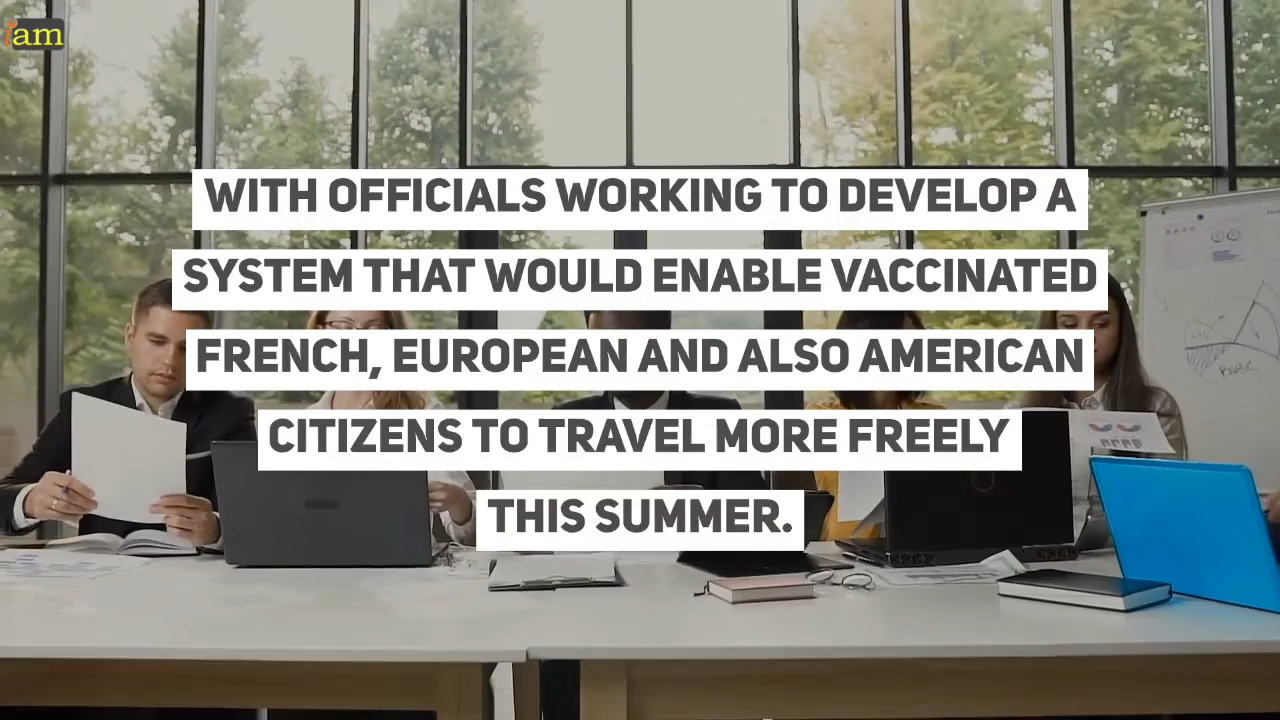 iam
WITH OFFICIALS WORKING TO DEVELOP A
SYSTEM THAT WOULD ENABLE VACCINATED
FRENCH, EUROPEAN AND ALSO AMERICAN
CITIZENS TO TRAVEL MORE FREELY
THIS SUMMER.